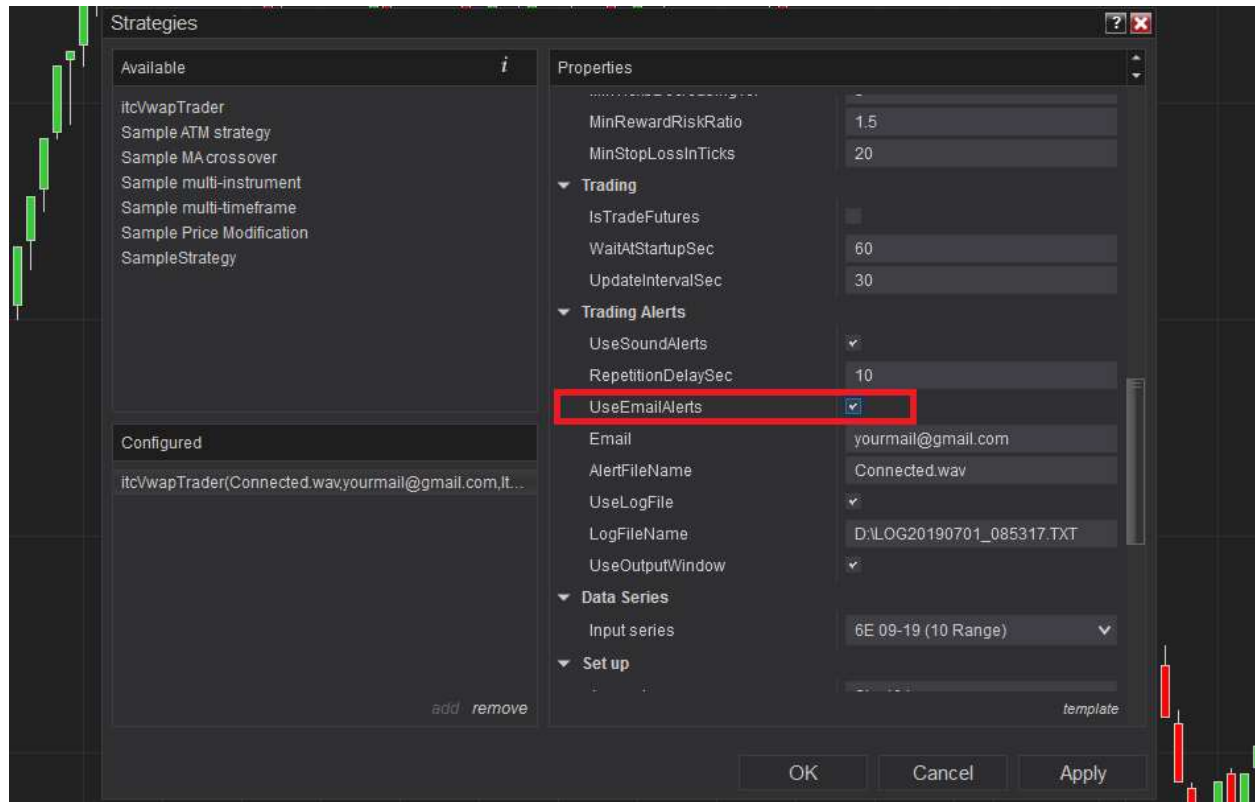 Strategies
?
Available
i
itcVwapTrader
Sample ATM strategy
Sample MA crossover
Sample multi-instrument
Sample multi-timeframe
Sample Price Modification
SampleStrategy
Configured
itcVwapTrader(Connected.wav,yourmail@gmail.com,It...
add remove
Properties
MinRewardRiskRatio 1.5
MinStopLossInTicks 20
Trading
IsTradeFutures
WaitAtStartupSec 60
UpdateIntervalSec 30
Trading Alerts
UseSoundAlerts
RepetitionDelaySec 10
UseEmailAlerts
Email yourmail@gmail.com
AlertFileName Connected.wav
UseLogFile
LogFileName D:\LOG20190701_085317.TXT
UseOutputWindow
Data Series
Input series 6E 09-19 (10 Range)
Set up
template
OK Cancel Apply